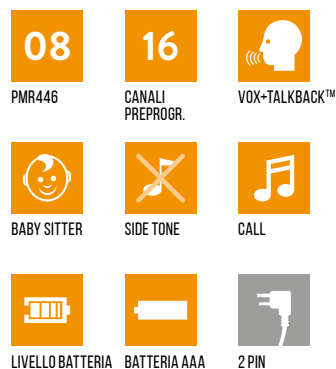 08
16
PMR446
CANALI
PREPROGR.
VOX+TALKBACK™
BABY SITTER
SIDE TONE
CALL
LIVELLO BATTERIA
BATTERIA AAA
2 PIN